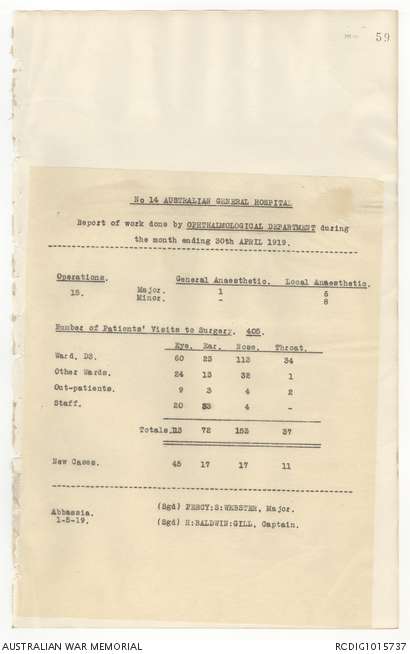 59
No 14 AUSTRALIAN GENERAL HOSPITAL
Report of work done by OPHTHALMOLOGICAL DEPARTMENT during
the month ending 30th APRIL 1919.
Operations. General Anaesthetic. Local Anaesthetic.
15. Major. 1 6
Minor. - 8
Number of Patients' Visits to Surgery. 405.
Eye. Ear. Nose. Throat.
Ward, D3. 60 23 113 34
Other Wards. 24 13 32 1
Out-patients. 9 3 4 2
Staff. 20 33 4 -
Totals. 113 72 153 37
New Cases. 45 17 17 11
Abbassia.
1-5-19.
(Sgd) PERCY:S:WEBSTER, Major.
(Sgd) H:BALDWIN:GILL, Captain.
AUSTRALIAN WAR MEMORIAL RCDIG1015737